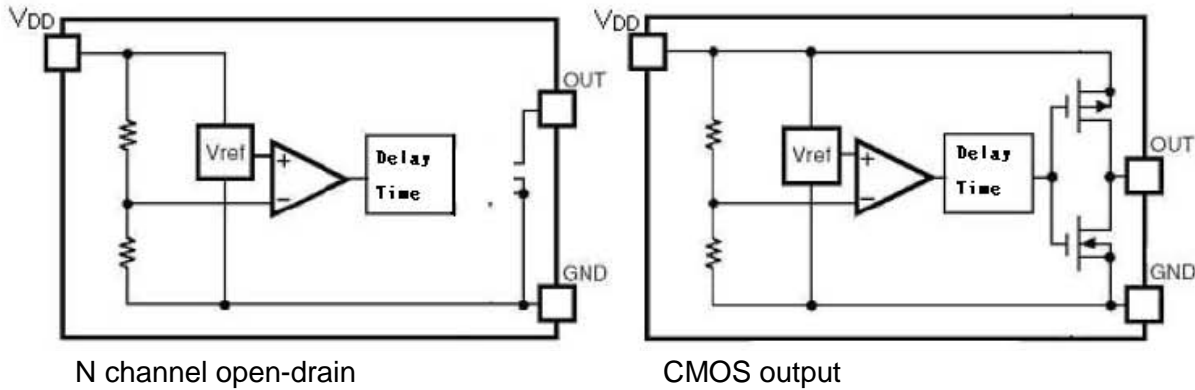 VDD
OUT
Vref
+
−
Delay
Time
GND
N channel open-drain
VDD
OUT
Vref
+
−
Delay
Time
GND
CMOS output